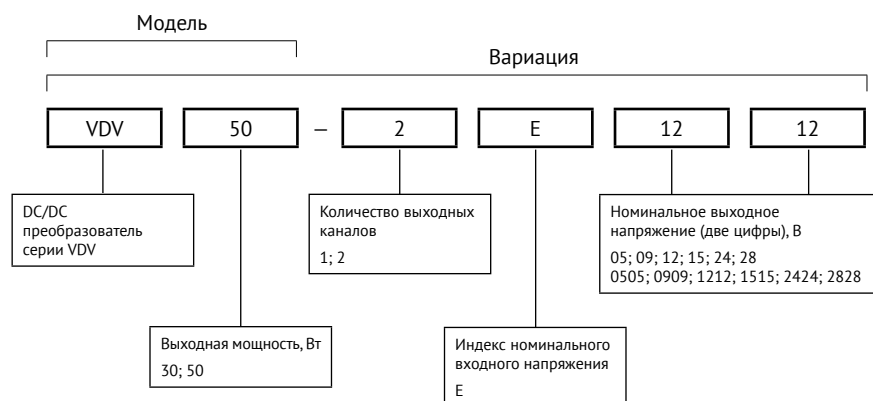 Модель
Вариация
VDV 50 – 2 E 12 12
DC/DC
преобразователь
серии VDV
Количество выходных
каналов
1; 2
Номинальное выходное
напряжение (две цифры), В
05; 09; 12; 15; 24; 28
0505; 0909; 1212; 1515; 2424; 2828
Выходная мощность, Вт
30; 50
Индекс номинального
входного напряжения
E